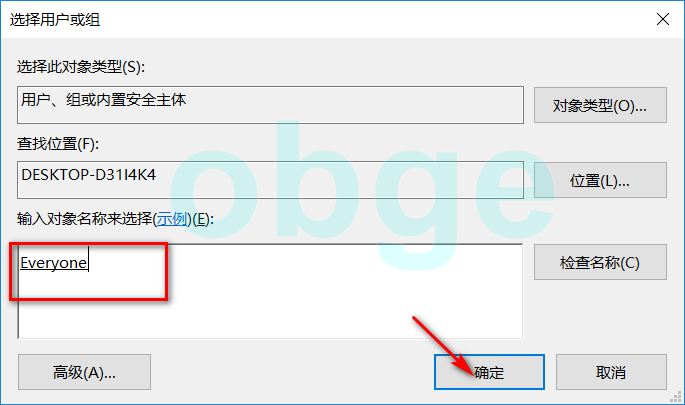 选择用户或组
选择此对象类型(S):
用户、组或内置安全主体
对象类型(O)...
查找位置(F):
DESKTOP-D31I4K4
位置(L)...
输入对象名称来选择(示例)(E):
Everyone
检查名称(C)
高级(A)...
确定
取消
obge